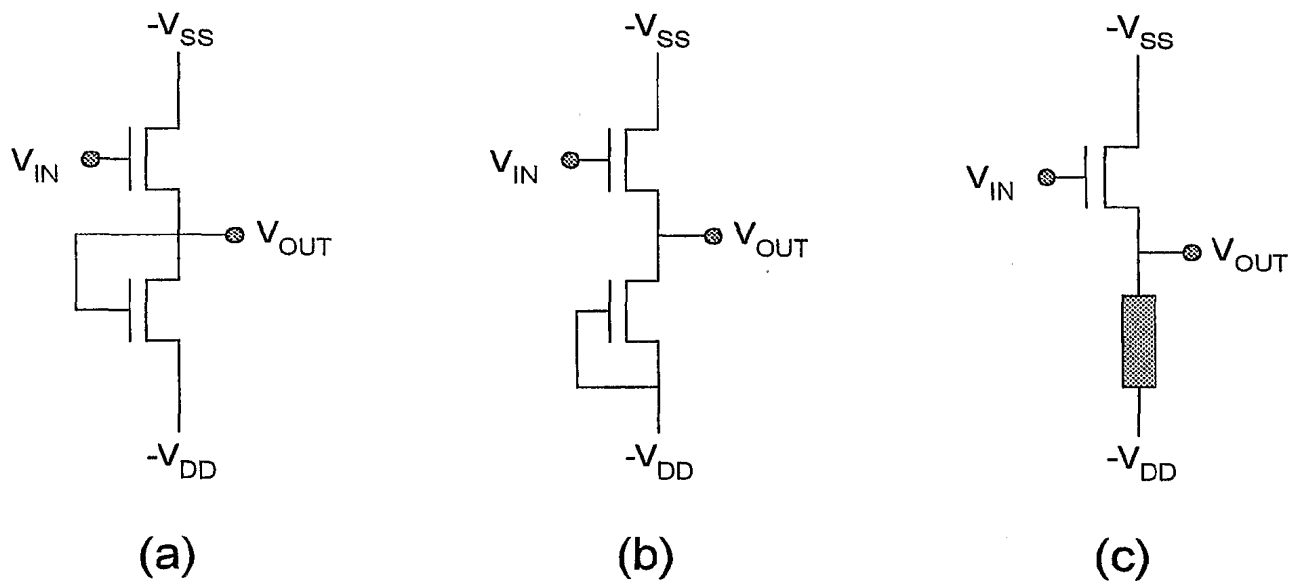 -V_SS -V_SS -V_SS
V_IN V_IN V_IN
V_OUT V_OUT V_OUT
-V_DD -V_DD -V_DD
(a) (b) (c)